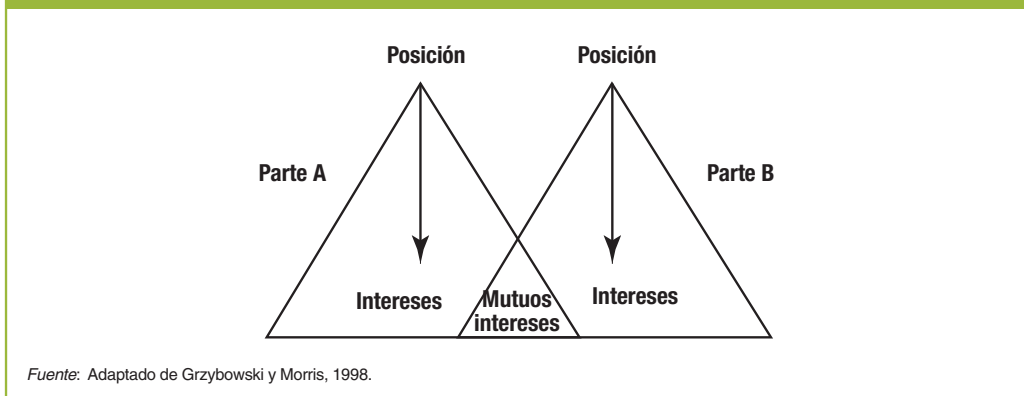 Posición
Posición
Parte A
Parte B
Intereses
Mutuos
intereses
Intereses
Fuente: Adaptado de Grzybowski y Morris, 1998.